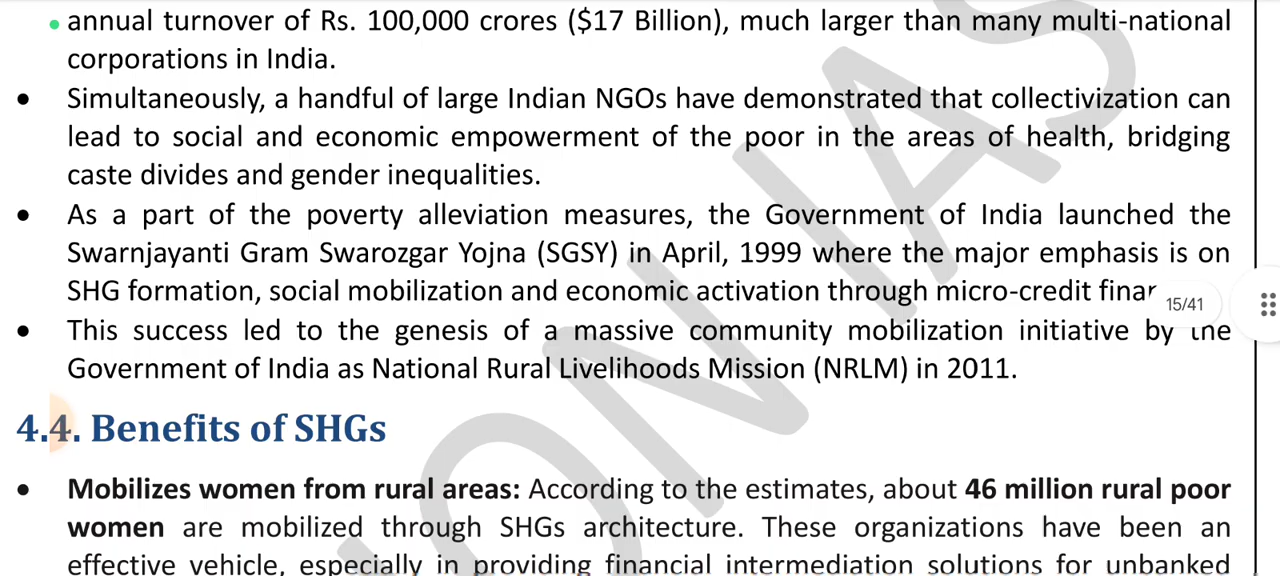 annual turnover of Rs. 100,000 crores ($17 Billion), much larger than many multi-national
corporations in India.
• Simultaneously, a handful of large Indian NGOs have demonstrated that collectivization can
lead to social and economic empowerment of the poor in the areas of health, bridging
caste divides and gender inequalities.
• As a part of the poverty alleviation measures, the Government of India launched the
Swarnjayanti Gram Swarozgar Yojna (SGSY) in April, 1999 where the major emphasis is on
SHG formation, social mobilization and economic activation through micro-credit
15/41
• This success led to the genesis of a massive community mobilization initiative by the
Government of India as National Rural Livelihoods Mission (NRLM) in 2011.
4.4. Benefits of SHGs
• Mobilizes women from rural areas: According to the estimates, about 46 million rural poor
women are mobilized through SHGs architecture. These organizations have been an
effective vehicle, especially in providing financial intermediation solutions for unbanked